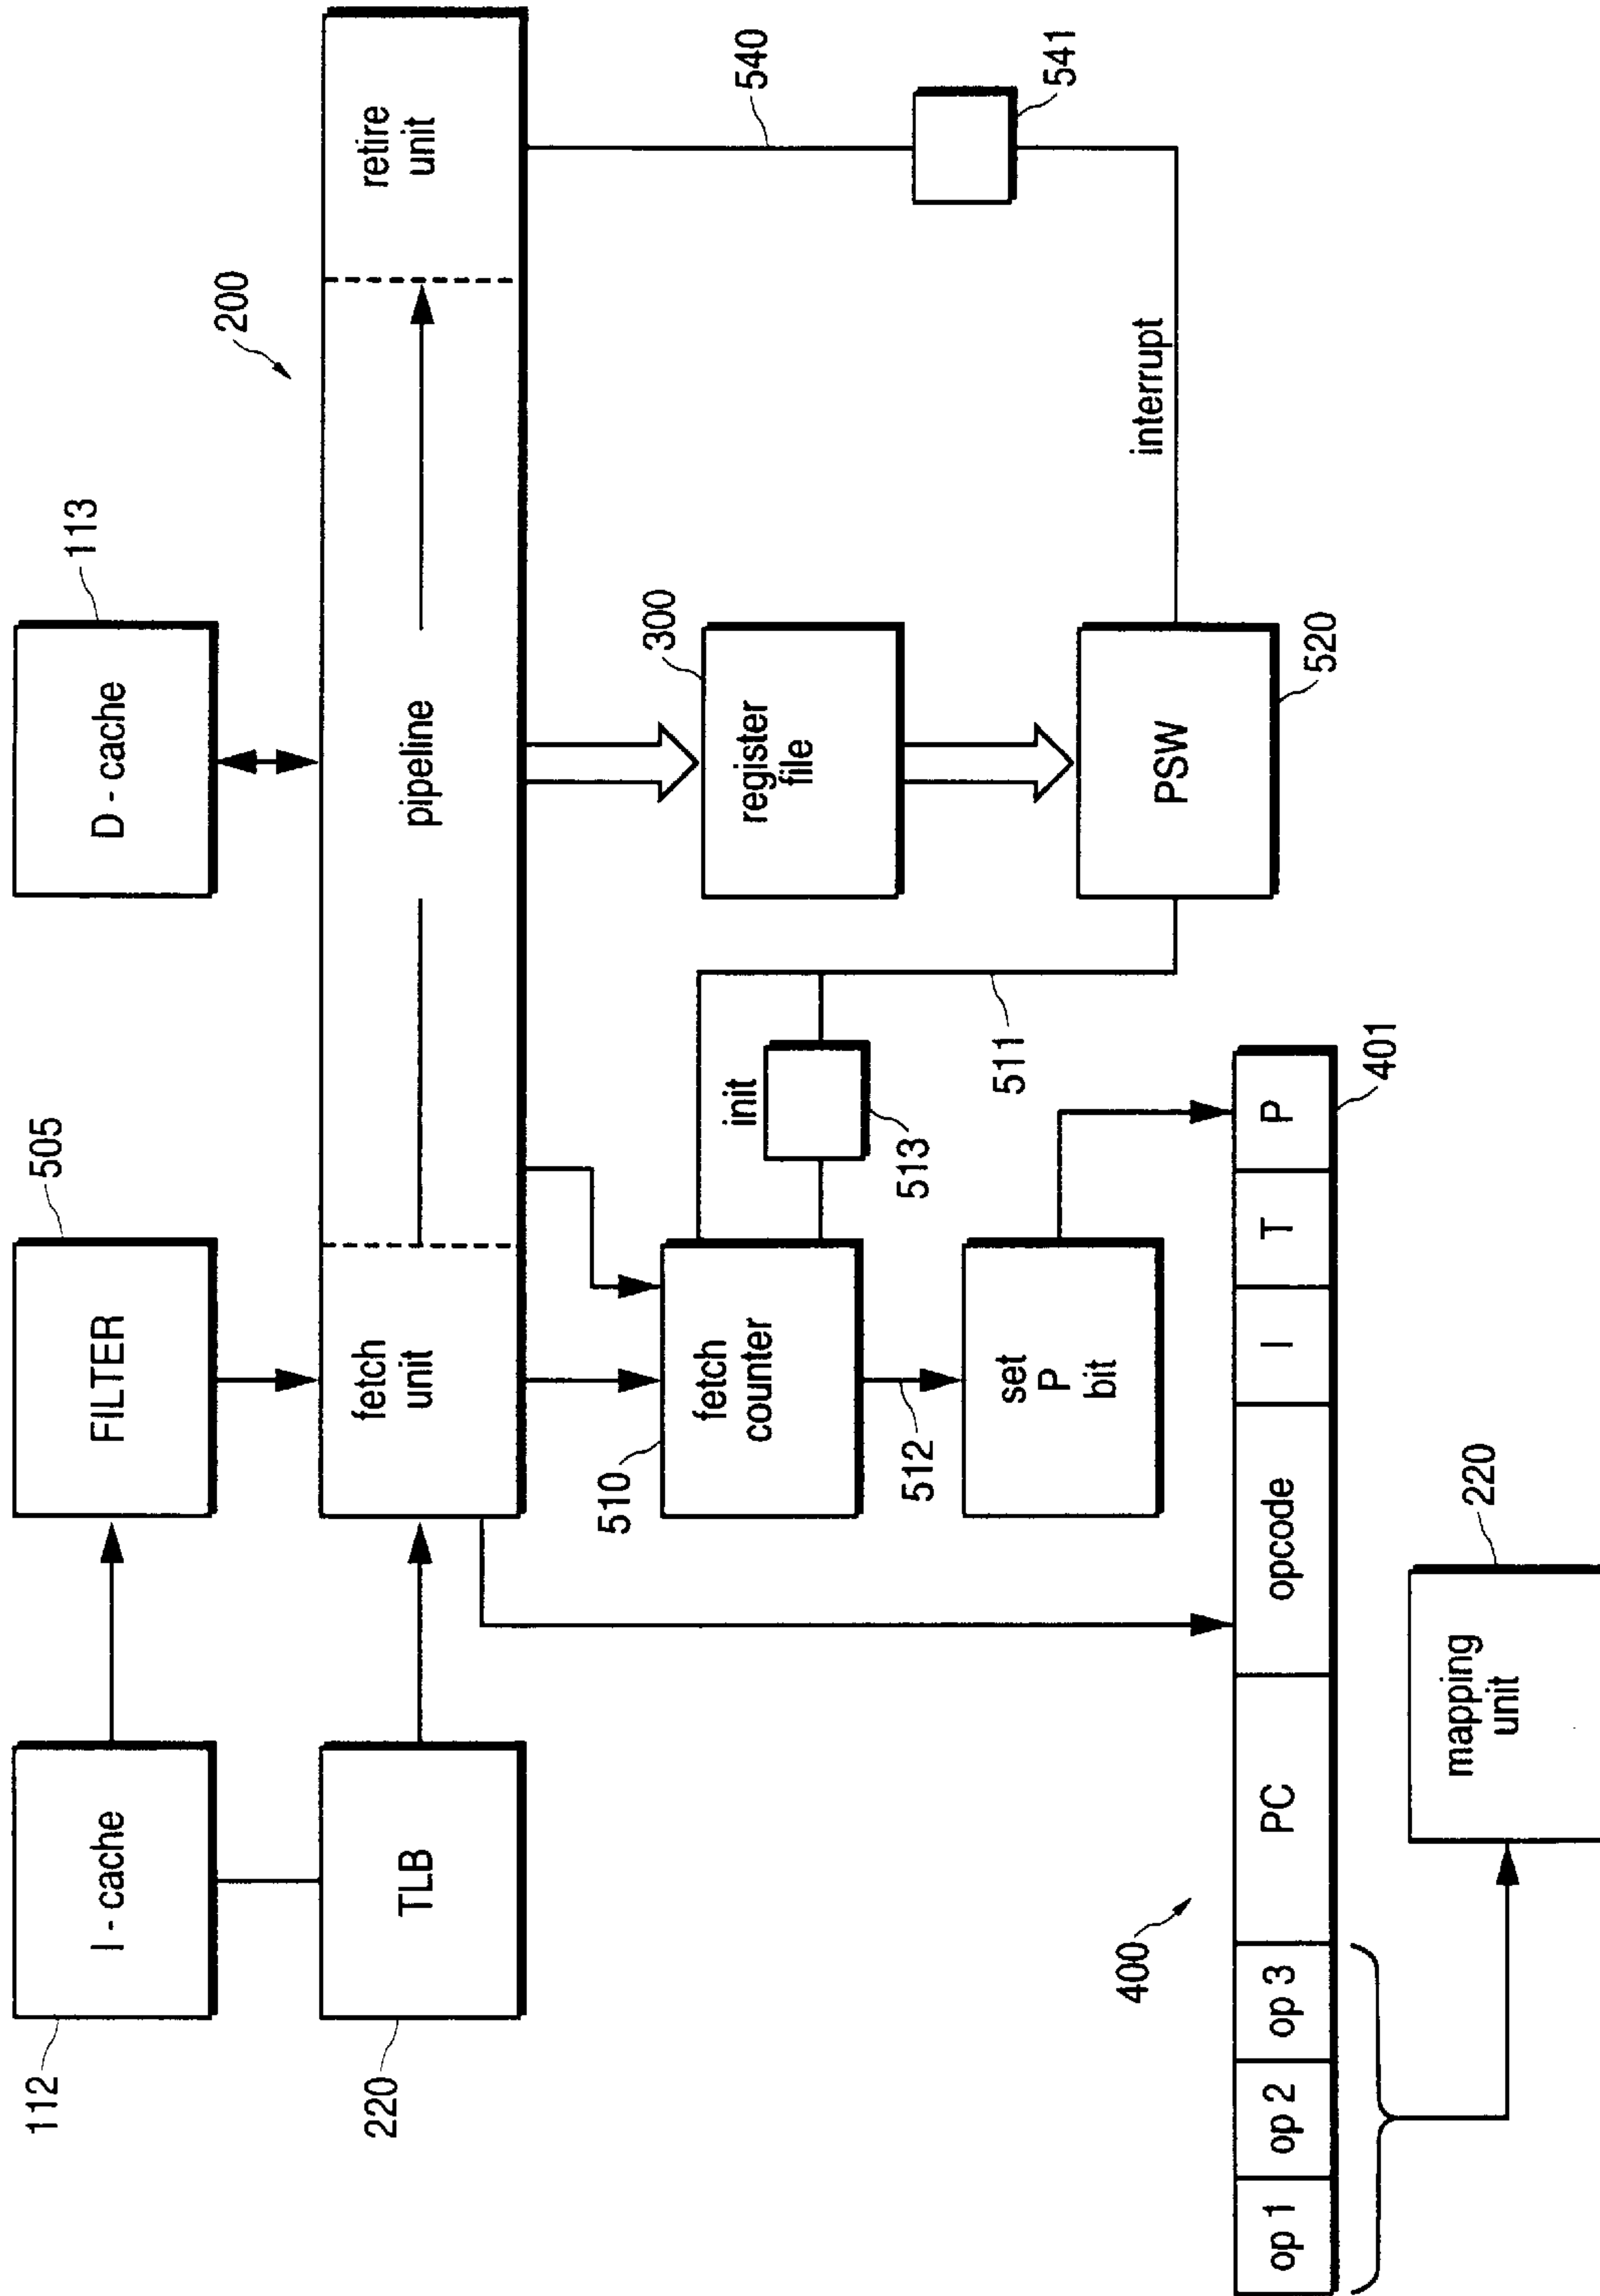 112
I - cache
FILTER
505
D - cache
113
200
220
TLB
fetch
unit
pipeline
retire
unit
510
fetch
counter
init
513
300
register
file
540
541
512
set
P
bit
511
PSW
520
interrupt
400
op 1
op 2
op 3
PC
opcode
I
T
P
401
mapping
unit
220